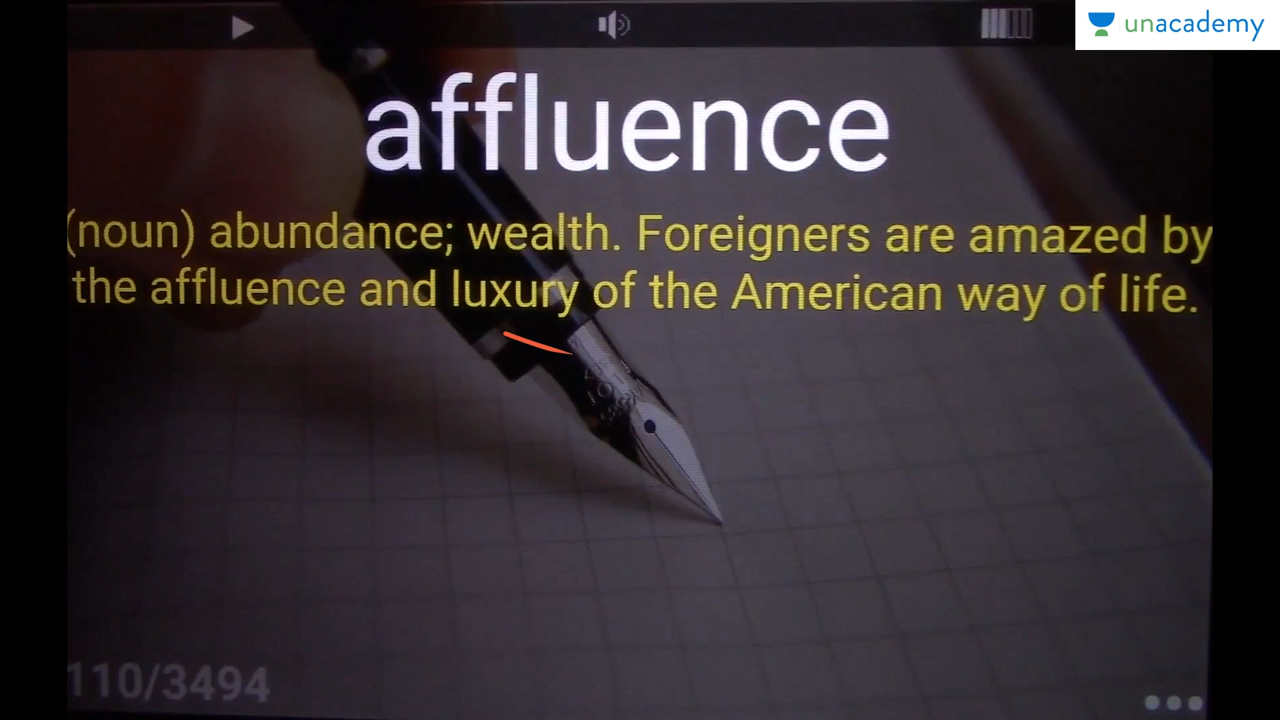 unacademy
affluence
(noun) abundance; wealth. Foreigners are amazed by
the affluence and luxury of the American way of life.
110/3494